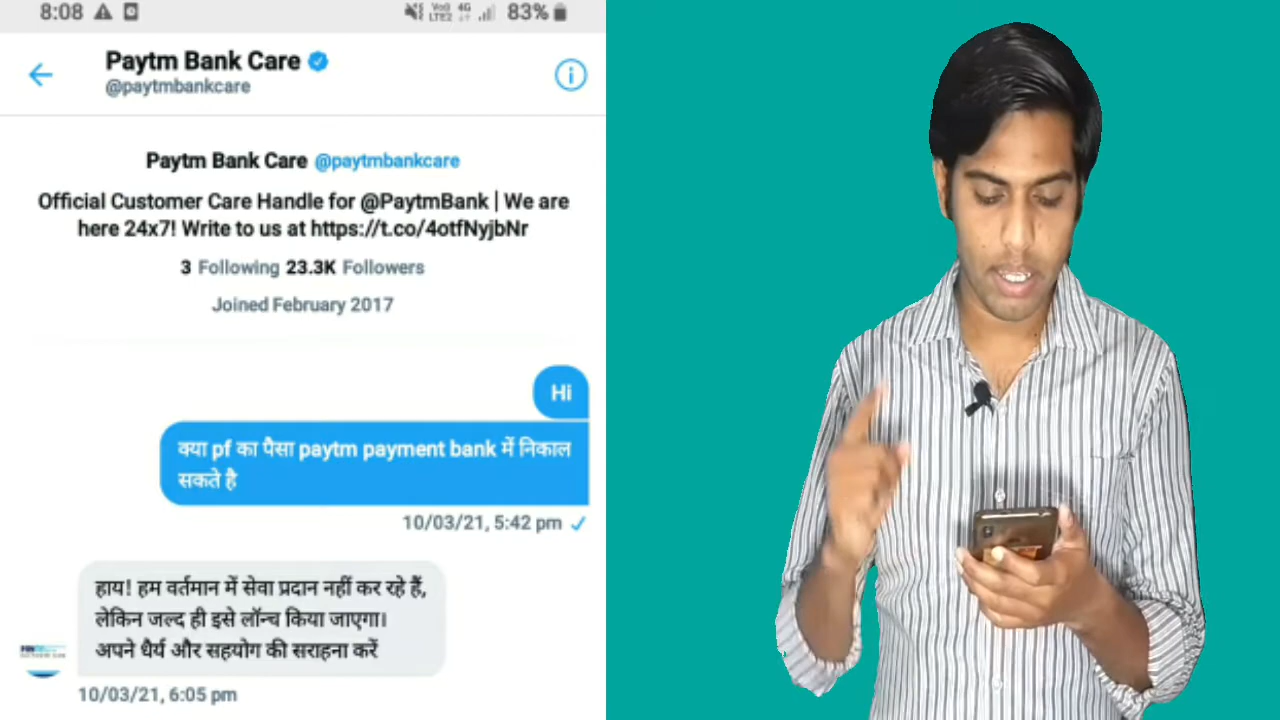 8:08
Vo)) 4G
LTE2
83%
Paytm Bank Care
@paytmbankcare
Paytm Bank Care @paytmbankcare
Official Customer Care Handle for @PaytmBank | We are
here 24x7! Write to us at https://t.co/4otfNyjbNr
3 Following 23.3K Followers
Joined February 2017
Hi
क्या pf का पैसा paytm payment bank में निकाल
सकते है
10/03/21, 5:42 pm
हाय! हम वर्तमान में सेवा प्रदान नहीं कर रहे हैं,
लेकिन जल्द ही इसे लॉन्च किया जाएगा।
अपने धैर्य और सहयोग की सराहना करें
10/03/21, 6:05 pm